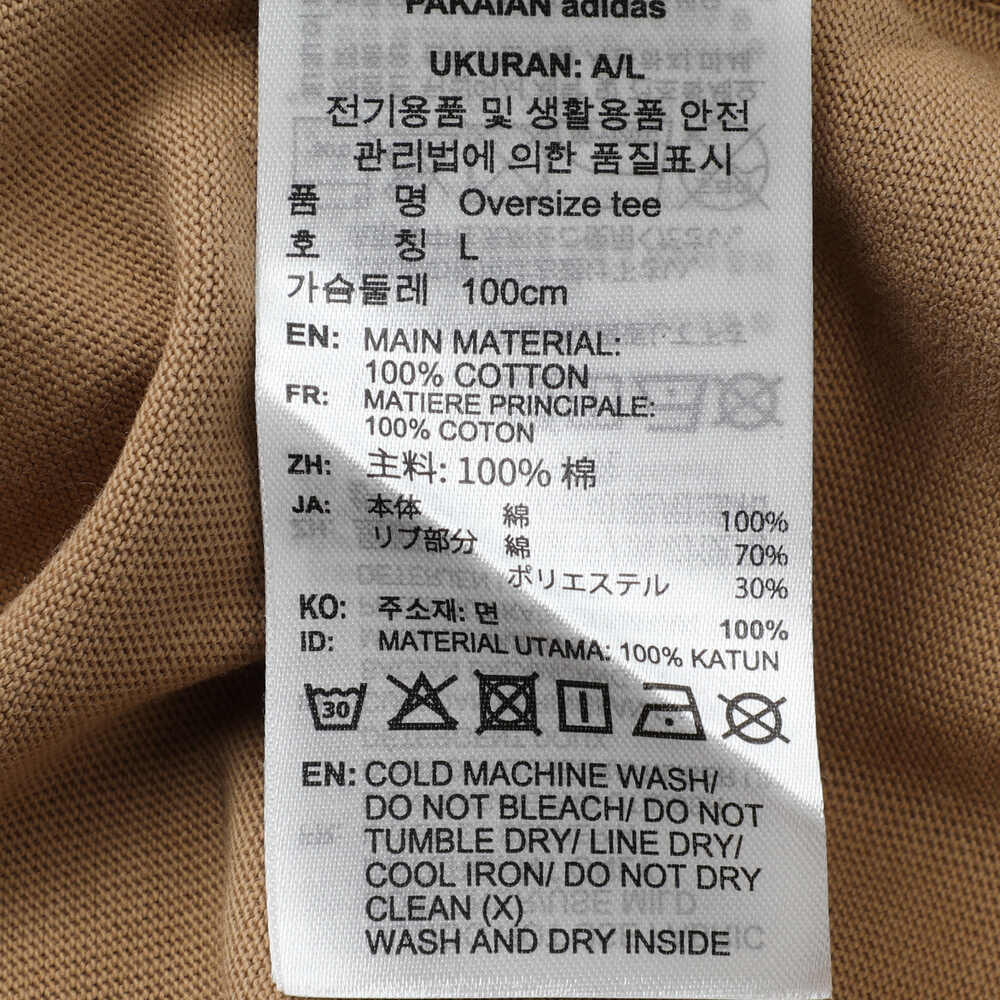 PAKAIAN adidas
UKURAN: A/L
전기용품 및 생활용품 안전
관리법에 의한 품질표시
품 명 Oversize tee
호 칭 L
가슴둘레 100cm
EN: MAIN MATERIAL:
100% COTTON
FR: MATIERE PRINCIPALE:
100% COTON
ZH: 主料: 100% 棉
JA: 本体 綿 100%
リブ部分 綿 70%
ポリエステル 30%
KO: 주소재: 면 100%
ID: MATERIAL UTAMA: 100% KATUN
30
EN: COLD MACHINE WASH/
DO NOT BLEACH/ DO NOT
TUMBLE DRY/ LINE DRY/
COOL IRON/ DO NOT DRY
CLEAN (X)
WASH AND DRY INSIDE